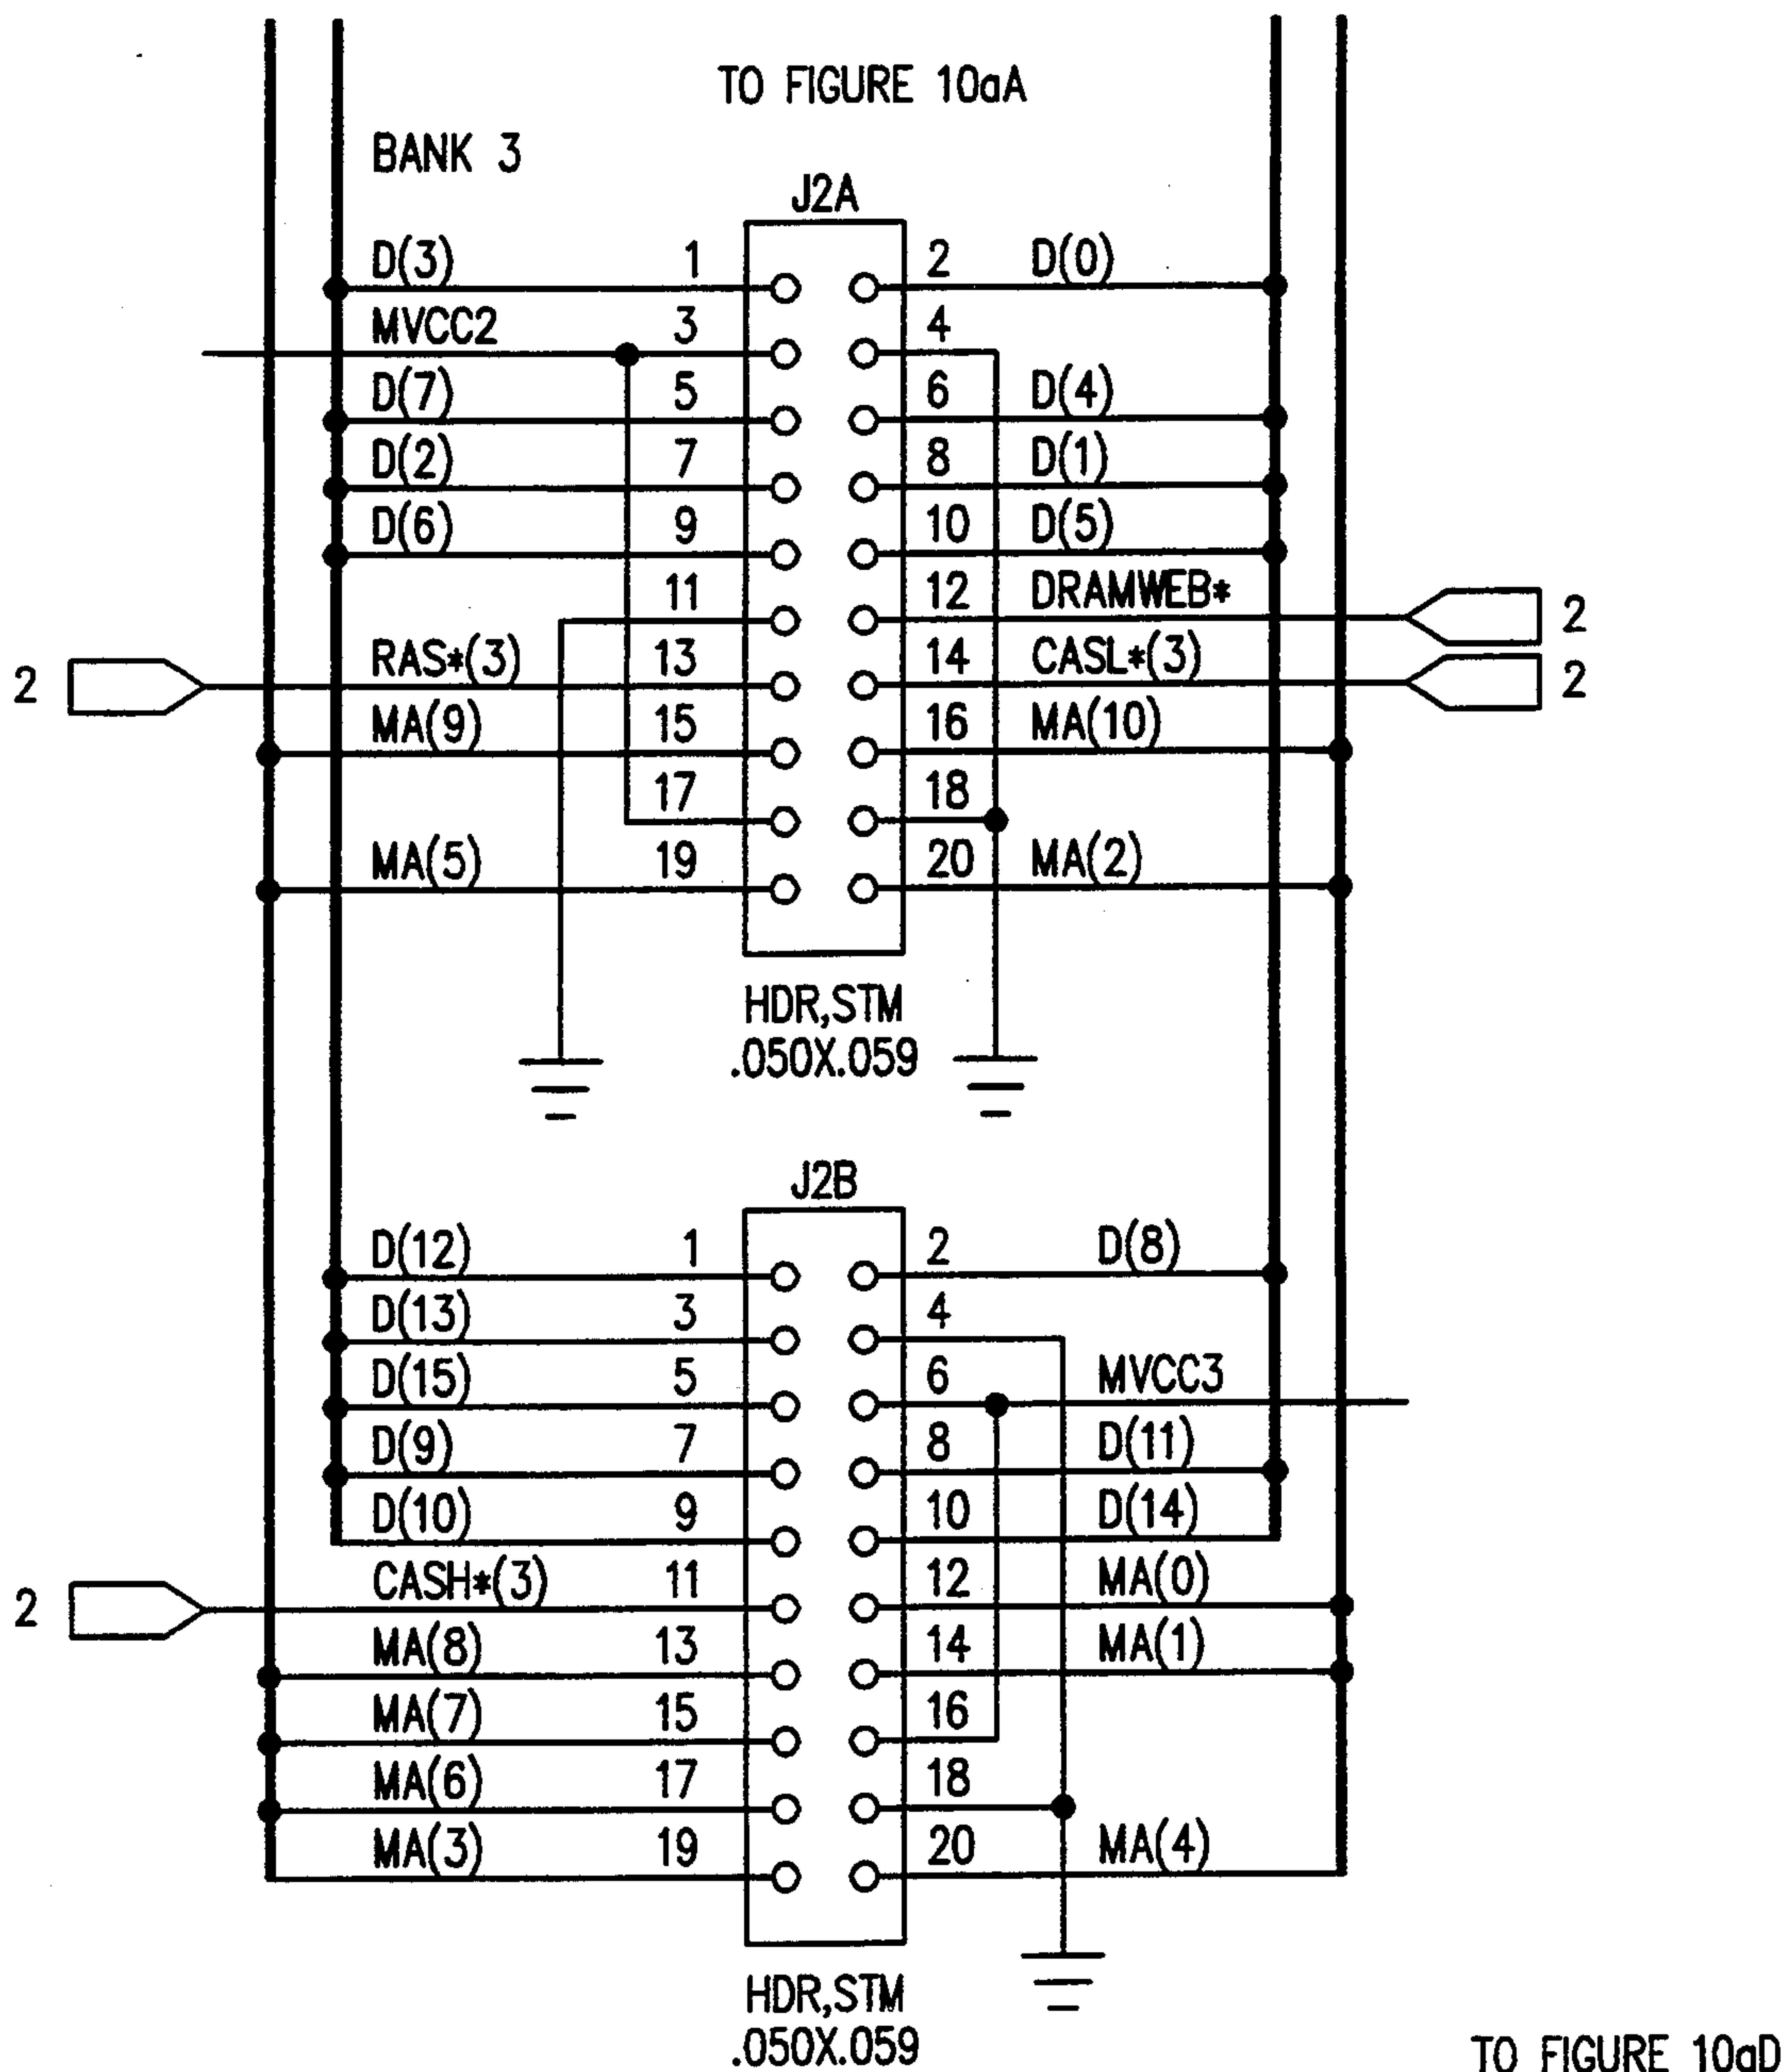 TO FIGURE 10aA
BANK 3
J2A
D(3) 1 2 D(0)
MVCC2 3 4
D(7) 5 6 D(4)
D(2) 7 8 D(1)
D(6) 9 10 D(5)
11 12 DRAMWEB* 2
2 RAS*(3) 13 14 CASL*(3) 2
MA(9) 15 16 MA(10)
17 18
MA(5) 19 20 MA(2)
HDR,STM
.050X.059
J2B
D(12) 1 2 D(8)
D(13) 3 4
D(15) 5 6 MVCC3
D(9) 7 8 D(11)
D(10) 9 10 D(14)
2 CASH*(3) 11 12 MA(0)
MA(8) 13 14 MA(1)
MA(7) 15 16
MA(6) 17 18
MA(3) 19 20 MA(4)
HDR,STM
.050X.059
TO FIGURE 10aD